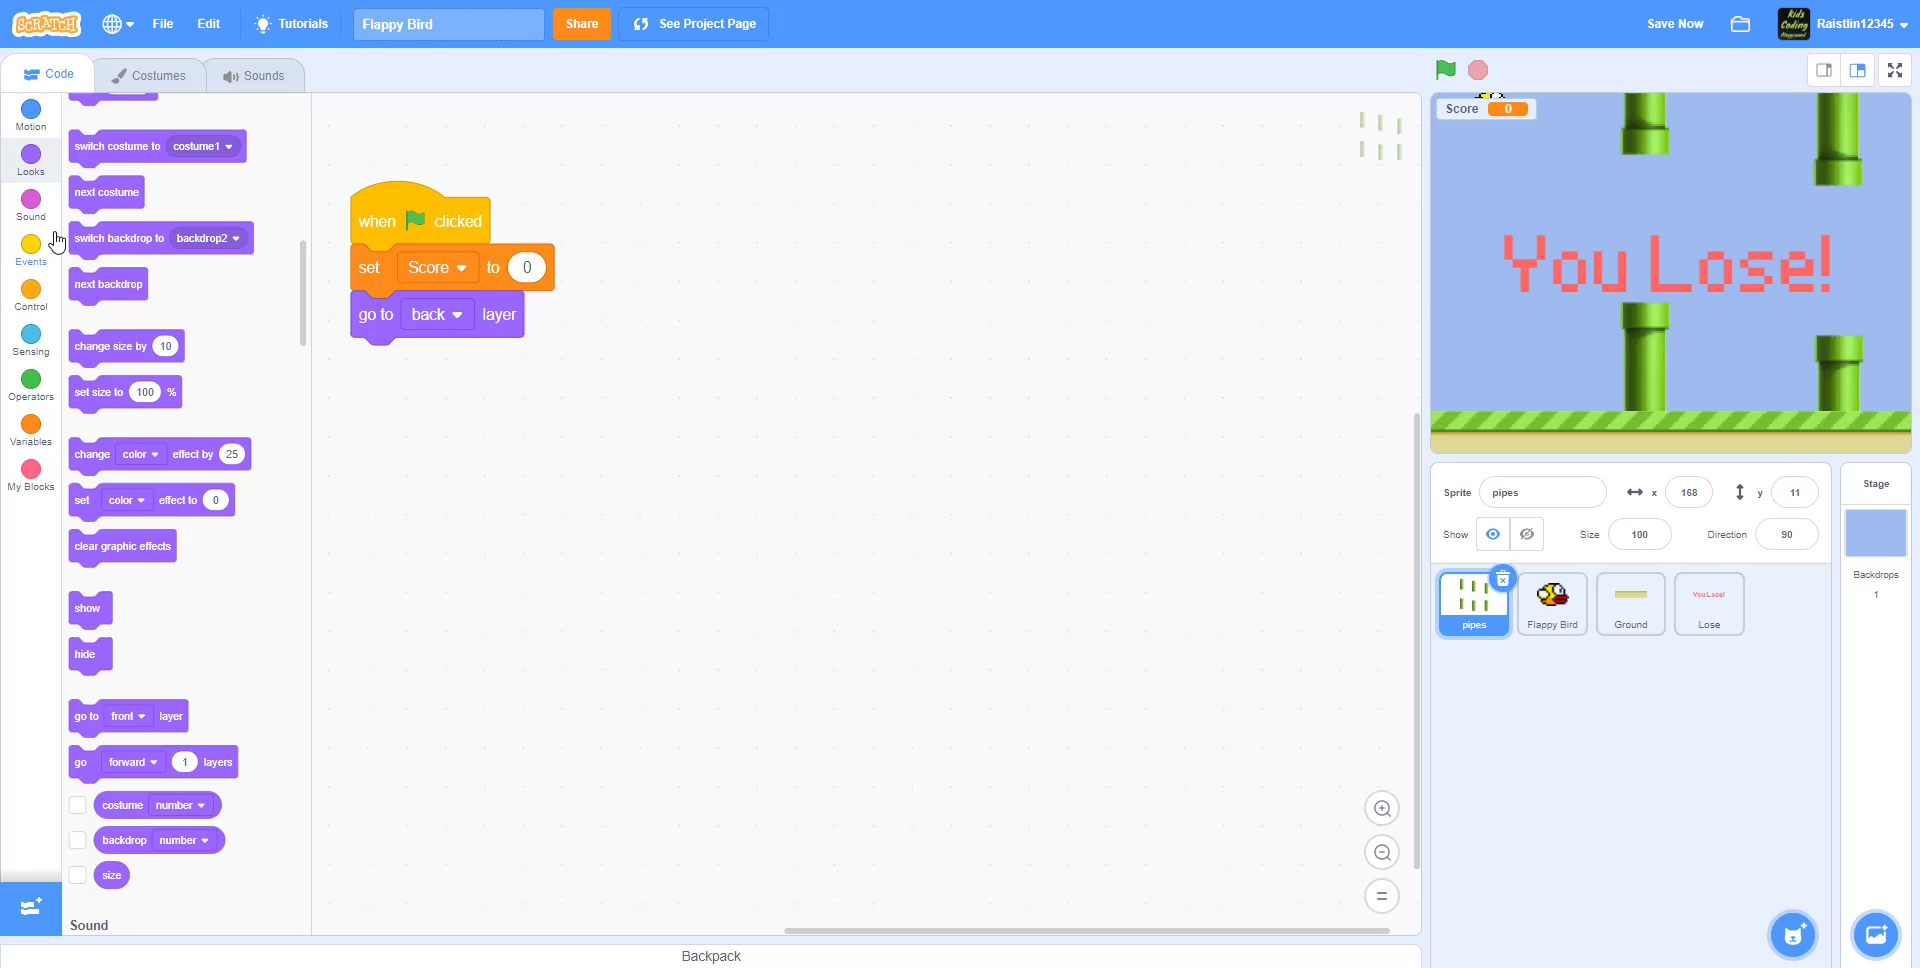 SCRATCH
File
Edit
Tutorials
Flappy Bird
Share
See Project Page
Save Now
Kids
Coding
Playground
Raistlin12345
Code
Costumes
Sounds
Motion
Looks
Sound
Events
Control
Sensing
Operators
Variables
My Blocks
switch costume to costume1
next costume
switch backdrop to backdrop2
next backdrop
change size by 10
set size to 100 %
change color effect by 25
set color effect to 0
clear graphic effects
show
hide
go to front layer
go forward 1 layers
costume number
backdrop number
size
Sound
when clicked
set Score to 0
go to back layer
Backpack
Score 0
You Lose!
Sprite pipes x 168 y 11
Show Size 100 Direction 90
pipes
Flappy Bird
Ground
You Lose!
Lose
Stage
Backdrops
1